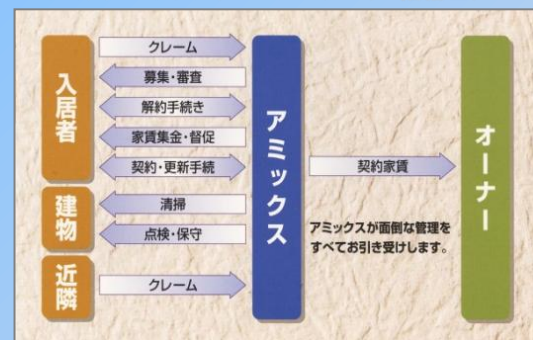 入居者
クレーム
募集・審査
解約手続き
家賃集金・督促
契約・更新手続
建物
清掃
点検・保守
近隣
クレーム
アミックス
契約家賃
アミックスが面倒な管理を
すべてお引き受けします。
オーナー